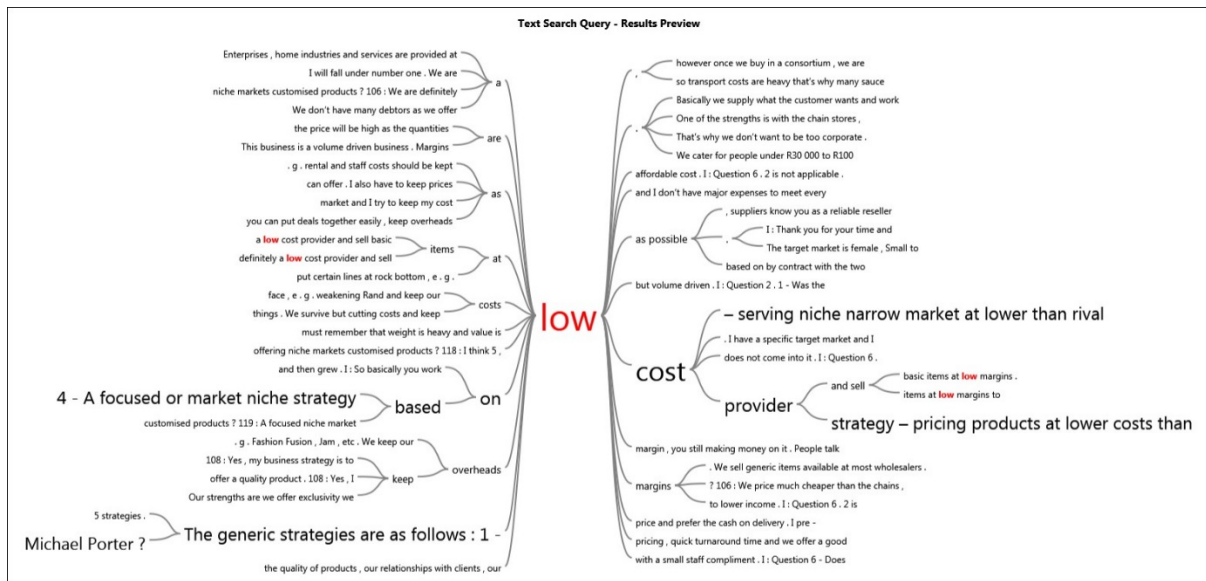 Text Search Query - Results Preview
Enterprises , home industries and services are provided at
I will fall under number one . We are
niche markets customised products ? 106 : We are definitely
We don't have many debtors as we offer
a
the price will be high as the quantities
This business is a volume driven business . Margins
are
. g . rental and staff costs should be kept
can offer . I also have to keep prices
market and I try to keep my cost
you can put deals together easily , keep overheads
as
a low cost provider and sell basic
definitely a low cost provider and sell
items
put certain lines at rock bottom , e . g .
at
face , e . g . weakening Rand and keep our
things . We survive but cutting costs and keep
costs
must remember that weight is heavy and value is
offering niche markets customised products ? 118 : I think 5 ,
and then grew . I : So basically you work
4 - A focused or market niche strategy
customised products ? 119 : A focused niche market
based
on
. g . Fashion Fusion , Jam , etc . We keep our
108 : Yes , my business strategy is to
offer a quality product . 108 : Yes , I
Our strengths are we offer exclusivity we
keep
overheads
5 strategies .
Michael Porter ?
The generic strategies are as follows : 1 -
the quality of products , our relationships with clients , our
low
,
however once we buy in a consortium , we are
so transport costs are heavy that's why many sauce
.
Basically we supply what the customer wants and work
One of the strengths is with the chain stores ,
That's why we don't want to be too corporate .
We cater for people under R30 000 to R100
affordable cost . I : Question 6 . 2 is not applicable .
and I don't have major expenses to meet every
as possible
, suppliers know you as a reliable reseller
.
I : Thank you for your time and
The target market is female , Small to
based on by contract with the two
but volume driven . I : Question 2 . 1 - Was the
cost
– serving niche narrow market at lower than rival
. I have a specific target market and I
does not come into it . I : Question 6 .
provider
and sell
basic items at low margins .
items at low margins to
strategy – pricing products at lower costs than
margin , you still making money on it . People talk
margins
. We sell generic items available at most wholesalers .
? 106 : We price much cheaper than the chains ,
to lower income . I : Question 6 . 2 is
price and prefer the cash on delivery . I pre -
pricing , quick turnaround time and we offer a good
with a small staff compliment . I : Question 6 - Does